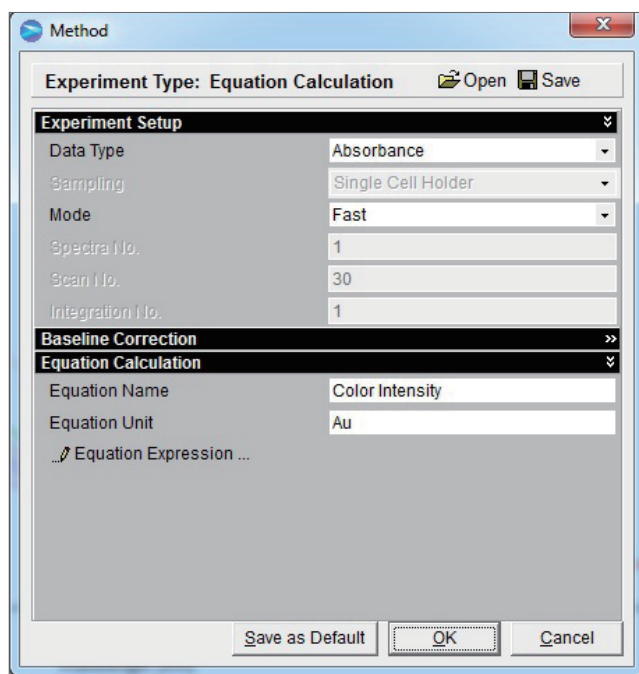 Method
Experiment Type: Equation Calculation Open Save
Experiment Setup
Data Type Absorbance
Sampling Single Cell Holder
Mode Fast
Spectra No. 1
Scan No. 30
Integration No. 1
Baseline Correction
Equation Calculation
Equation Name Color Intensity
Equation Unit Au
Equation Expression ...
Save as Default OK Cancel